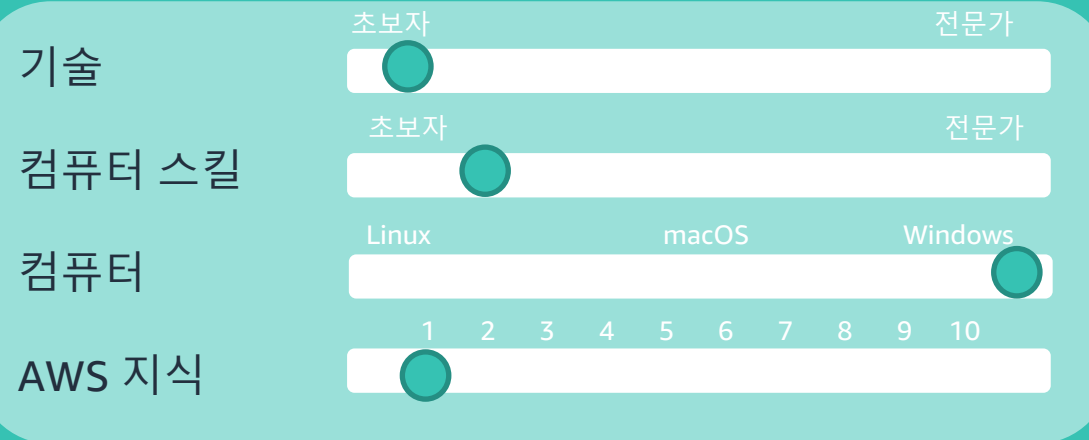 초보자 전문가
기술
초보자 전문가
컴퓨터 스킬
Linux macOS Windows
컴퓨터
1 2 3 4 5 6 7 8 9 10
AWS 지식